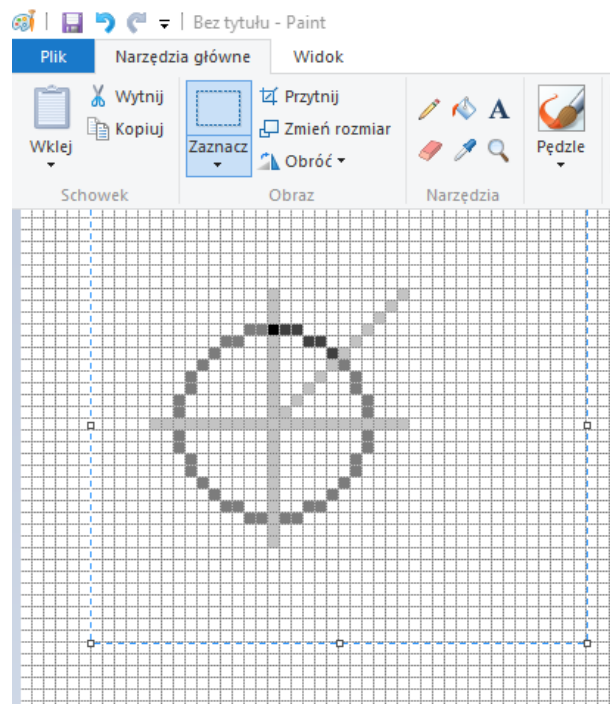 Bez tytułu - Paint
Plik Narzędzia główne Widok
Wklej
Wytnij
Kopiuj
Schowek
Zaznacz
Przytnij
Zmień rozmiar
Obróć
Obraz
A
Narzędzia
Pędzle